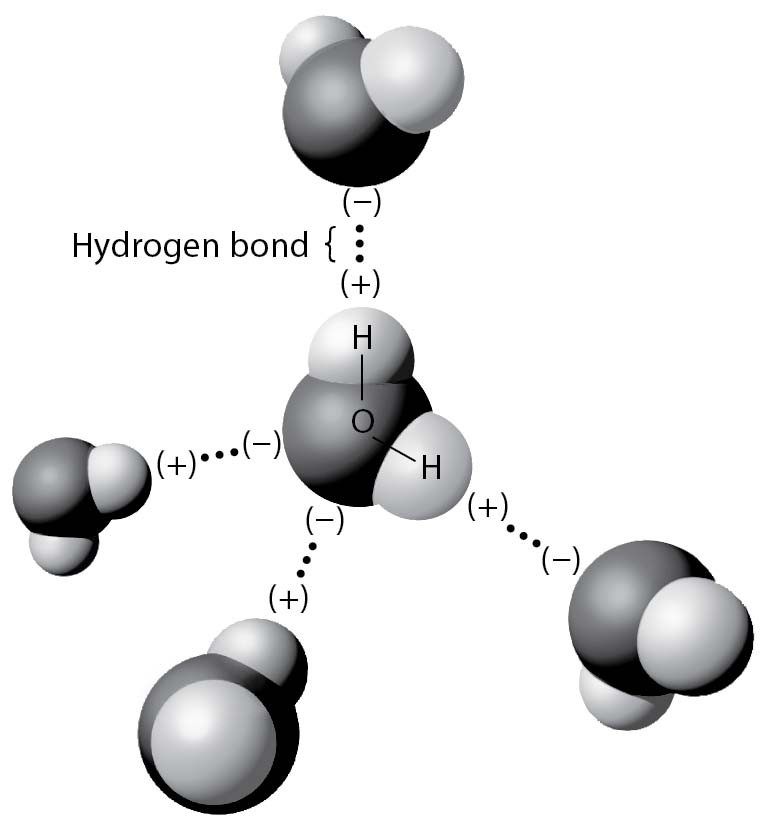 (−)
Hydrogen bond {
(+)
H
O
H
(+)
(−)
(−)
(+)
(+)
(−)